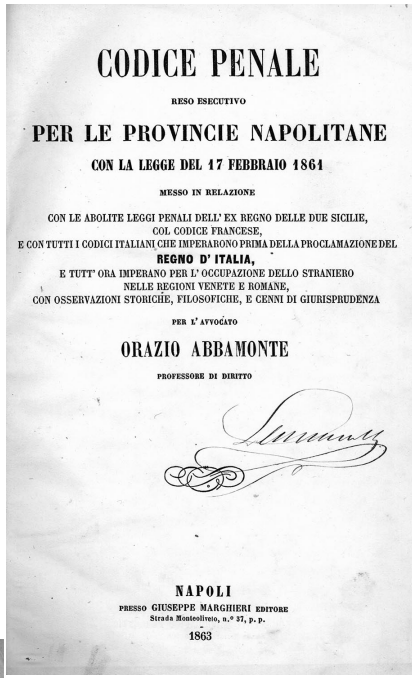 CODICE PENALE
RESO ESECUTIVO
PER LE PROVINCIE NAPOLITANE
CON LA LEGGE DEL 17 FEBBRAIO 1861
MESSO IN RELAZIONE
CON LE ABOLITE LEGGI PENALI DELL' EX REGNO DELLE DUE SICILIE,
COL CODICE FRANCESE,
E CON TUTTI I CODICI ITALIANI CHE IMPERARONO PRIMA DELLA PROCLAMAZIONE DEL
REGNO D' ITALIA,
E TUTT' ORA IMPERANO PER L' OCCUPAZIONE DELLO STRANIERO
NELLE REGIONI VENETE E ROMANE,
CON OSSERVAZIONI STORICHE, FILOSOFICHE, E CENNI DI GIURISPRUDENZA
PER L' AVVOCATO
ORAZIO ABBAMONTE
PROFESSORE DI DIRITTO
NAPOLI
PRESSO GIUSEPPE MARGHIERI EDITORE
Strada Monteoliveto, n.º 37, p. p.
1863